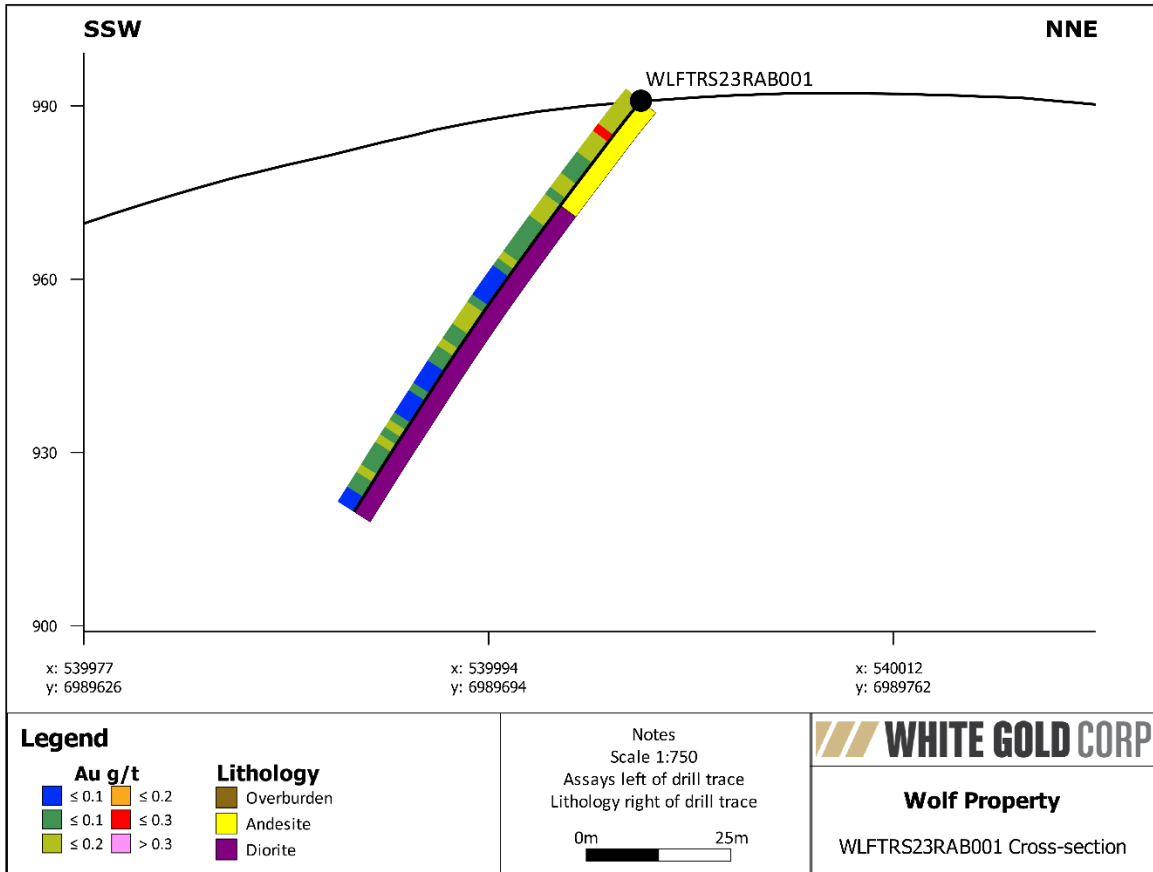 SSW
NNE
WLFTRS23RAB001
990
960
930
900
x: 539977
y: 6989626
x: 539994
y: 6989694
x: 540012
y: 6989762
Legend
Au g/t
≤ 0.1
≤ 0.2
≤ 0.1
≤ 0.3
≤ 0.2
> 0.3
Lithology
Overburden
Andesite
Diorite
Notes
Scale 1:750
Assays left of drill trace
Lithology right of drill trace
0m
25m
WHITE GOLD CORP
Wolf Property
WLFTRS23RAB001 Cross-section